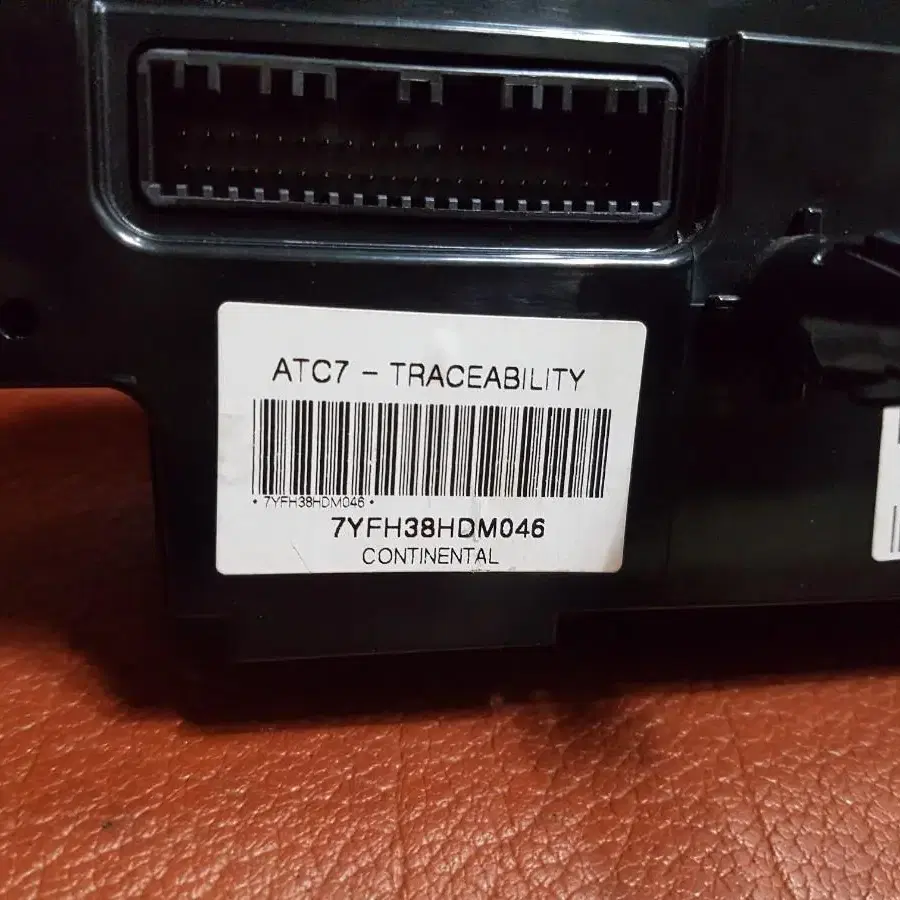 ATC7 - TRACEABILITY
* 7YFH38HDM046 *
7YFH38HDM046
CONTINENTAL